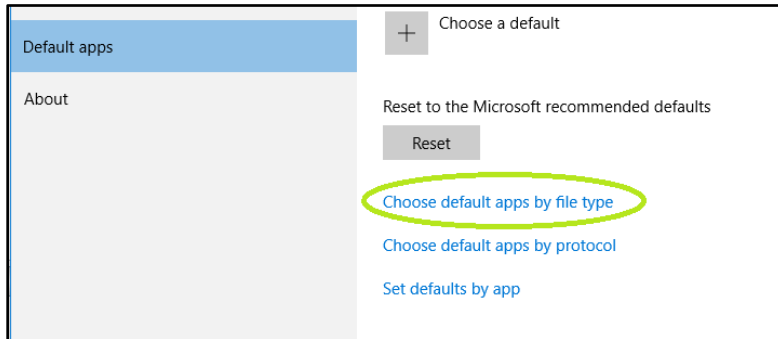 Default apps
About
Choose a default
Reset to the Microsoft recommended defaults
Reset
Choose default apps by file type
Choose default apps by protocol
Set defaults by app